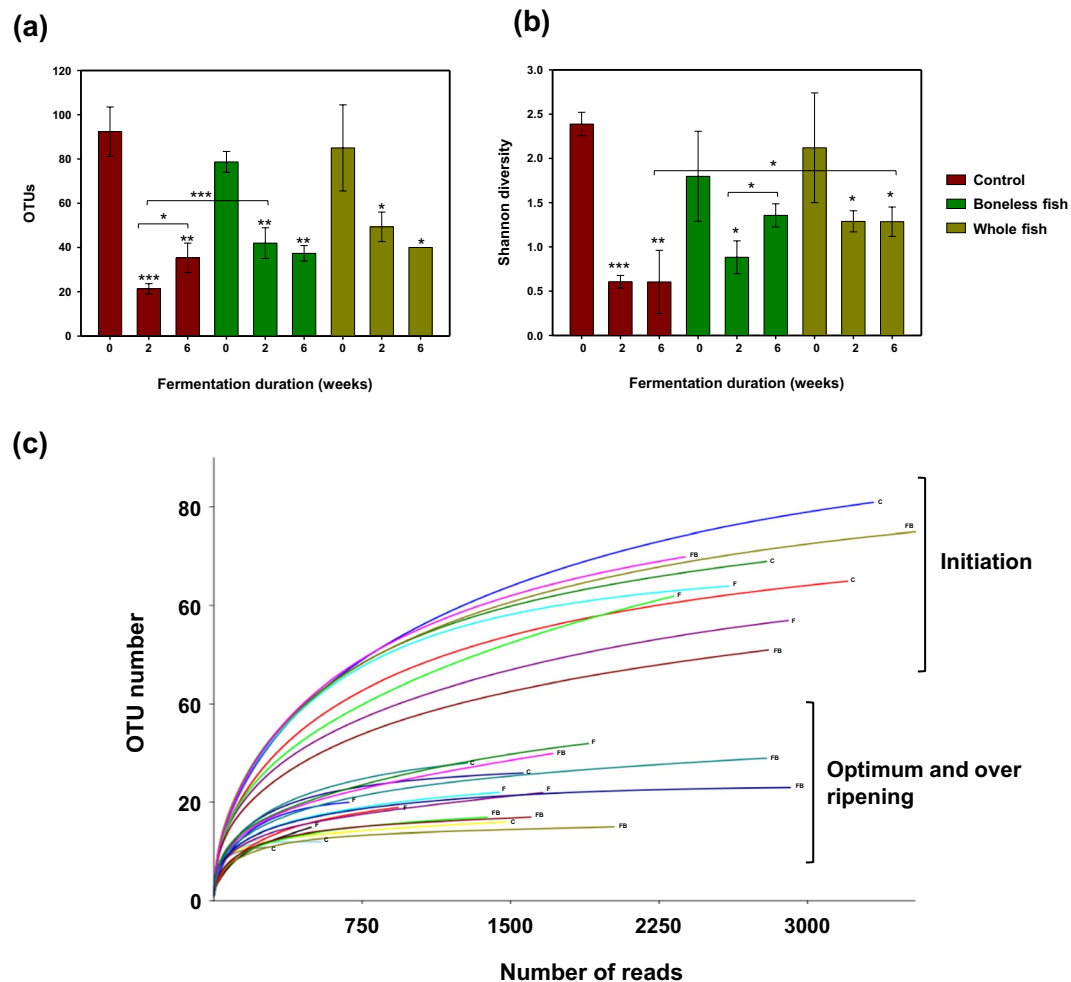 (a)
120
100
80
60
40
20
0
OTUs
***
*
**
***
**
**
*
*
0 2 6 0 2 6 0 2 6
Fermentation duration (weeks)
(b)
3.0
2.5
2.0
1.5
1.0
0.5
0.0
Shannon diversity
***
**
*
*
*
*
*
0 2 6 0 2 6 0 2 6
Fermentation duration (weeks)
Control
Boneless fish
Whole fish
(c)
80
60
60
20
0
OTU number
C
FB
FB
C
F
C
F
F
FB
Initiation
F
FB
C
FB
C
FB
F
F
F
F
FB
FB
C
F
FB
C
C
Optimum and over
ripening
750 1500 2250 3000
Number of reads